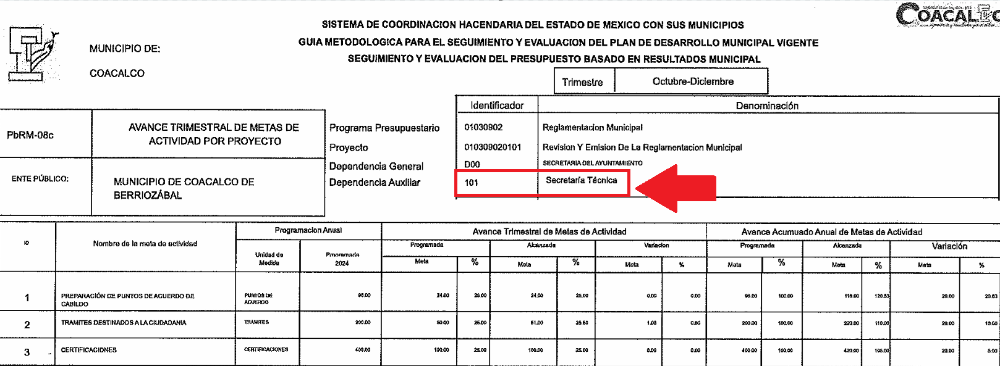 COACALCO
SISTEMA DE COORDINACION HACENDARIA DEL ESTADO DE MEXICO CON SUS MUNICIPIOS
GUIA METODOLOGICA PARA EL SEGUIMIENTO Y EVALUACION DEL PLAN DE DESARROLLO MUNICIPAL VIGENTE
SEGUIMIENTO Y EVALUACION DEL PRESUPUESTO BASADO EN RESULTADOS MUNICIPAL
MUNICIPIO DE:
COACALCO
Trimestre Octubre-Diciembre
Identificador Denominación
PbRM-08c AVANCE TRIMESTRAL DE METAS DE
ACTIVIDAD POR PROYECTO
Programa Presupuestario 01030902 Reglamentacion Municipal
Proyecto 010309020101 Revision Y Emision De La Reglamentacion Municipal
Dependencia General D00 SECRETARIA DEL AYUNTAMIENTO
Dependencia Auxiliar 101 Secretaría Técnica
ENTE PÚBLICO: MUNICIPIO DE COACALCO DE
BERRIOZÁBAL
ID Nombre de la meta de actividad Programacion Anual Avance Trimestral de Metas de Actividad Avance Acumuado Anual de Metas de Actividad
Programada Alcanzada Variacion Programada Alcanzada Variación
Unidad de
Medida
Programada
2024
Meta % Meta % Meta % Meta % Meta % Meta %
1 PREPARACIÓN DE PUNTOS DE ACUERDO DE
CABILDO
PUNTOS DE
ACUERDO
96.00 24.00 25.00 24.00 25.00 0.00 0.00 96.00 100.00 116.00 120.83 20.00 20.83
2 TRAMITES DESTINADOS A LA CIUDADANIA TRAMITES 200.00 50.00 25.00 51.00 25.50 1.00 0.50 200.00 100.00 220.00 110.00 20.00 10.00
3 CERTIFICACIONES CERTIFICACIONES 400.00 100.00 25.00 100.00 25.00 0.00 0.00 400.00 100.00 420.00 105.00 20.00 5.00